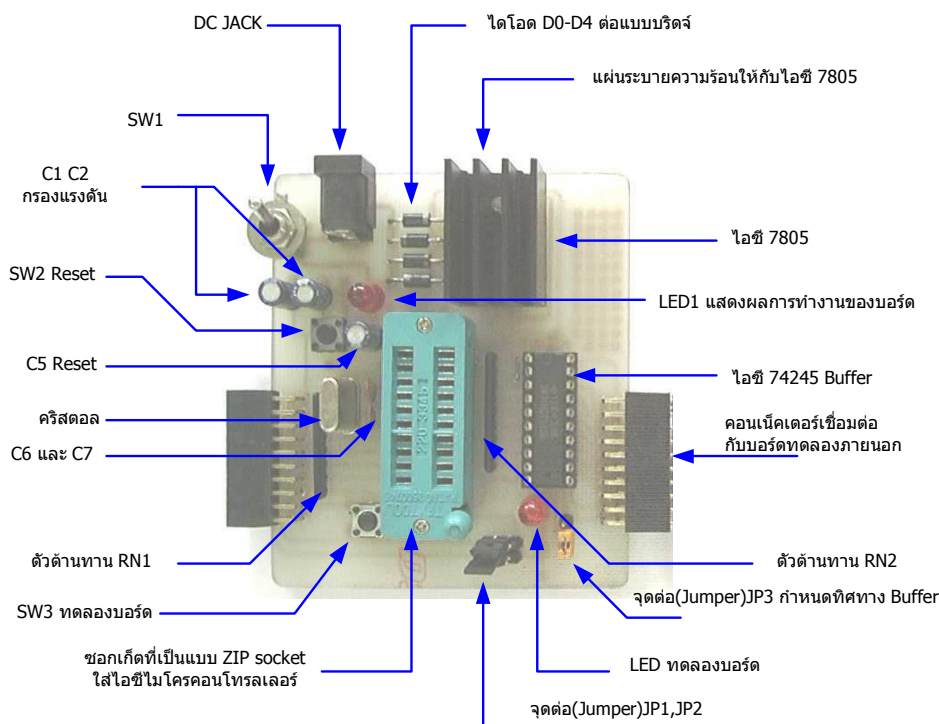 DC JACK
ไดโอด D0-D4 ต่อแบบบริดจ์
แผ่นระบายความร้อนให้กับไอซี 7805
SW1
C1 C2
กรองแรงดัน
ไอซี 7805
SW2 Reset
LED1 แสดงผลการทำงานของบอร์ด
C5 Reset
ไอซี 74245 Buffer
คริสตอล
คอนเน็คเตอร์เชื่อมต่อ
กับบอร์ดทดลองภายนอก
C6 และ C7
ตัวต้านทาน RN1
ตัวต้านทาน RN2
จุดต่อ(Jumper)JP3 กำหนดทิศทาง Buffer
SW3 ทดลองบอร์ด
ซอกเก็ตที่เป็นแบบ ZIP socket
ใส่ไอซีไมโครคอนโทรลเลอร์
LED ทดลองบอร์ด
จุดต่อ(Jumper)JP1,JP2